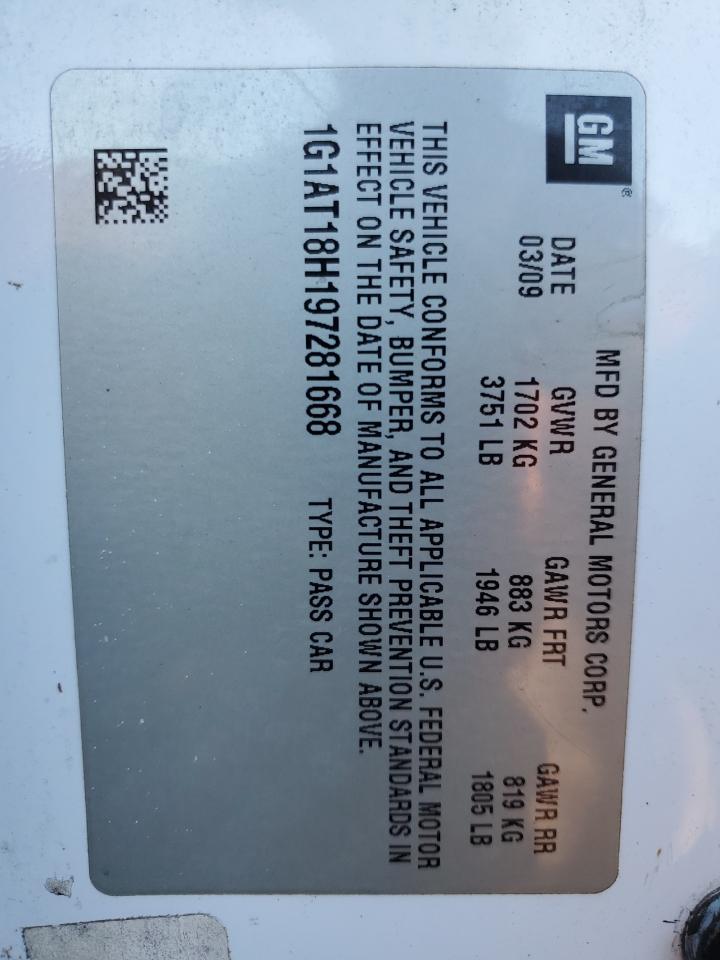 GM®
MFD BY GENERAL MOTORS CORP.
DATE GVWR GAWR FRT GAWR RR
03/09 1702 KG 883 KG 819 KG
3751 LB 1946 LB 1805 LB
THIS VEHICLE CONFORMS TO ALL APPLICABLE U.S. FEDERAL MOTOR
VEHICLE SAFETY, BUMPER, AND THEFT PREVENTION STANDARDS IN
EFFECT ON THE DATE OF MANUFACTURE SHOWN ABOVE.
1G1AT18H197281668 TYPE: PASS CAR